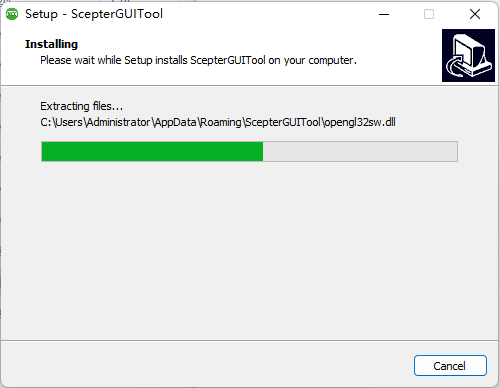 Setup - ScepterGUITool
Installing
Please wait while Setup installs ScepterGUITool on your computer.
Extracting files...
C:\Users\Administrator\AppData\Roaming\ScepterGUITool\opengl32sw.dll
Cancel